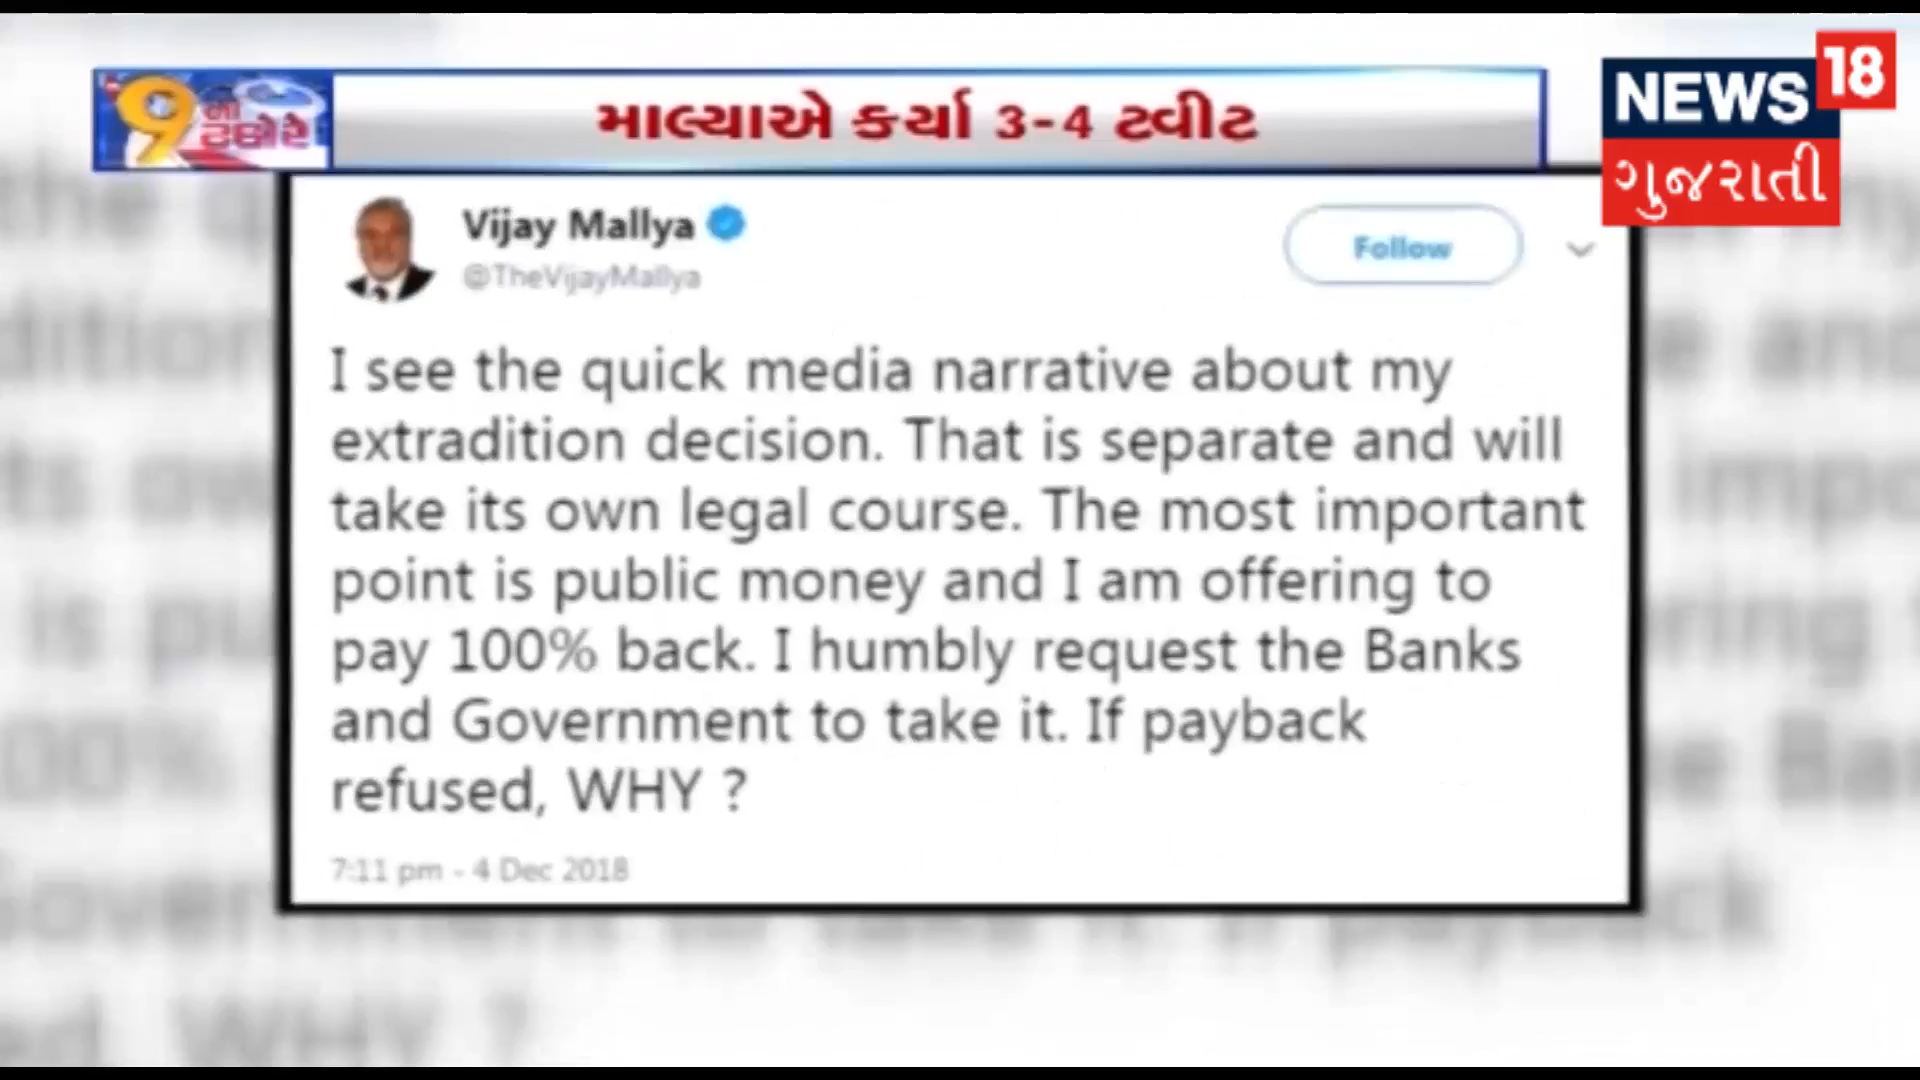 9 ના ટકોરે
માલ્યાએ કર્યા 3-4 ટ્વીટ
NEWS 18
ગુજરાતી
Vijay Mallya
@TheVijayMallya
Follow
I see the quick media narrative about my
extradition decision. That is separate and will
take its own legal course. The most important
point is public money and I am offering to
pay 100% back. I humbly request the Banks
and Government to take it. If payback
refused, WHY ?
7:11 pm - 4 Dec 2018